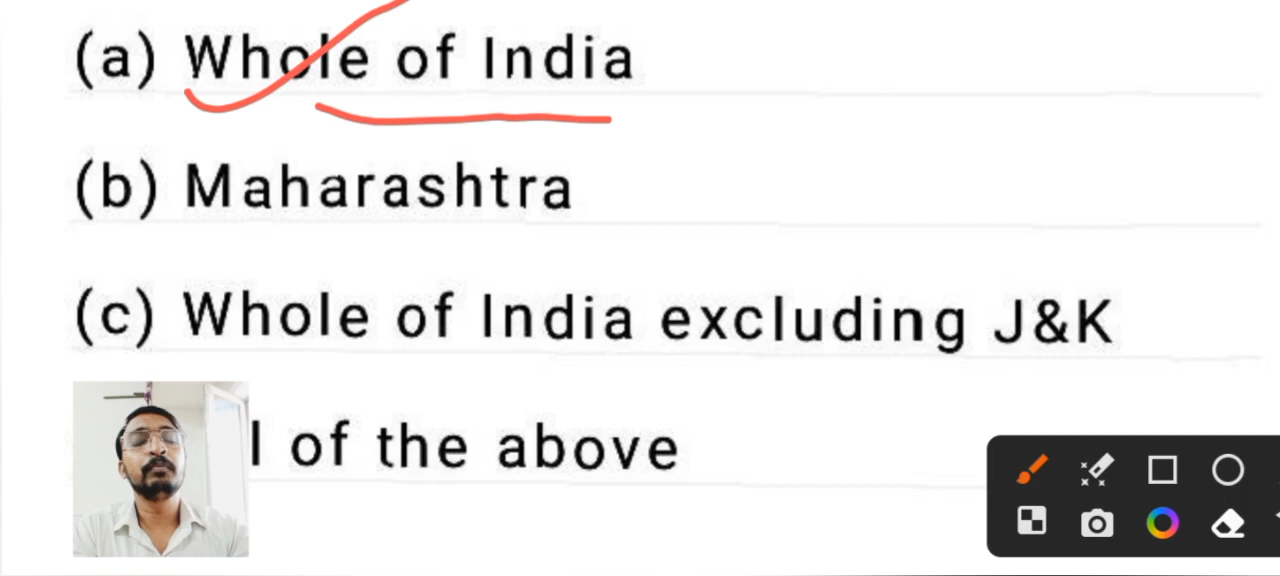 (a) Whole of India
(b) Maharashtra
(c) Whole of India excluding J&K
of the above